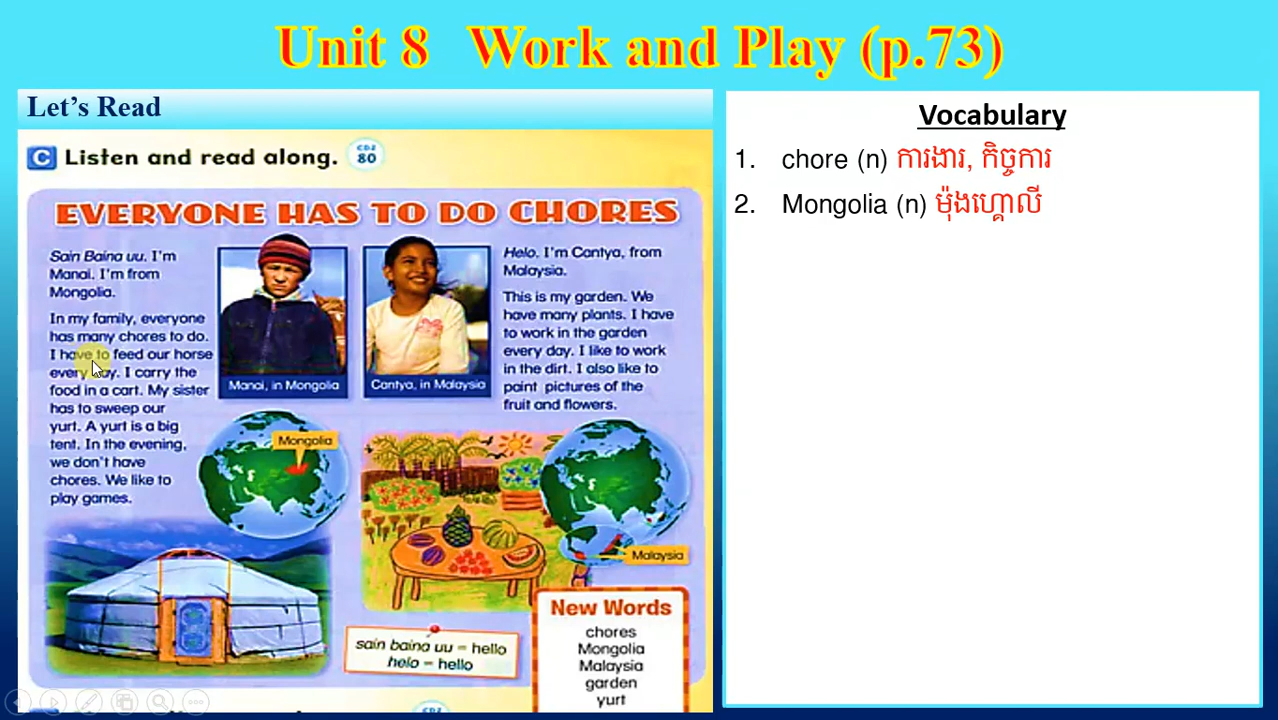 Unit 8 Work and Play (p.73)
Let's Read
C Listen and read along. CD2 80
EVERYONE HAS TO DO CHORES
Sain Baina uu. I'm
Manai. I'm from
Mongolia.
In my family, everyone
has many chores to do.
I have to feed our horse
every day. I carry the
food in a cart. My sister
has to sweep our
yurt. A yurt is a big
tent. In the evening,
we don't have
chores. We like to
play games.
Manai, in Mongolia
Cantya, in Malaysia
Helo. I'm Cantya, from
Malaysia.
This is my garden. We
have many plants. I have
to work in the garden
every day. I like to work
in the dirt. I also like to
paint pictures of the
fruit and flowers.
Mongolia
Malaysia
sain baina uu = hello
helo = hello
New Words
chores
Mongolia
Malaysia
garden
yurt
Vocabulary
1. chore (n) ការងារ, កិច្ចការ
2. Mongolia (n) ម៉ុងហ្គោលី